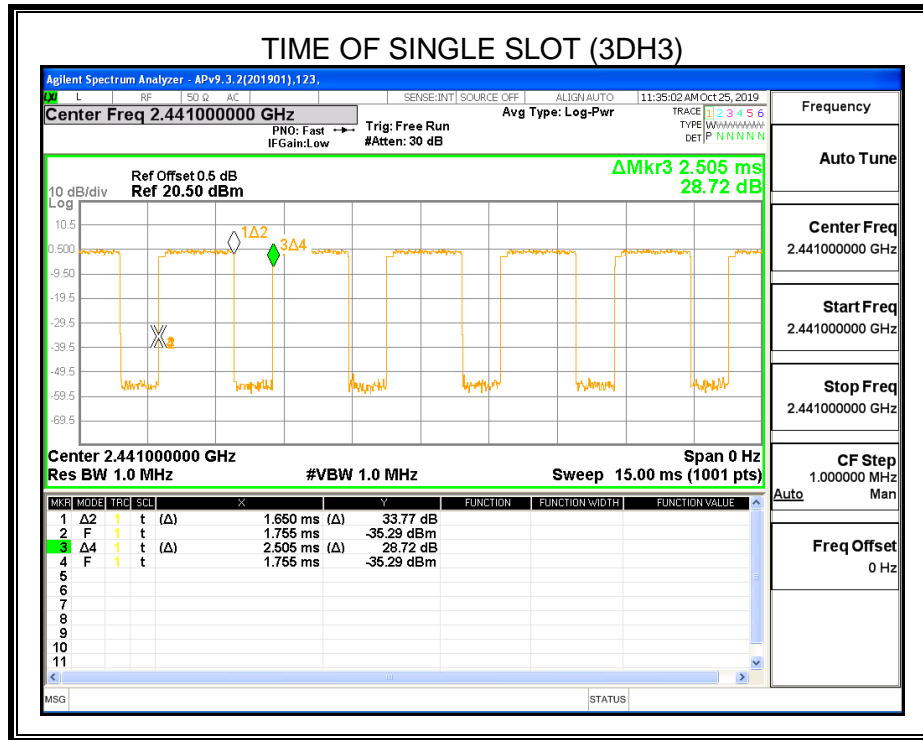 TIME OF SINGLE SLOT (3DH3)
Agilent Spectrum Analyzer - APv9.3.2(201901),123,
LXI L RF 50 Ω AC SENSE:INT SOURCE OFF ALIGN AUTO 11:35:02 AM Oct 25, 2019
Center Freq 2.441000000 GHz
PNO: Fast
IFGain:Low
Trig: Free Run
#Atten: 30 dB
Avg Type: Log-Pwr
TRACE 1 2 3 4 5 6
TYPE WWWWWWW
DET P N N N N N
Frequency
Auto Tune
Center Freq
2.441000000 GHz
Start Freq
2.441000000 GHz
Stop Freq
2.441000000 GHz
CF Step
1.000000 MHz
Auto Man
Freq Offset
0 Hz
ΔMkr3 2.505 ms
28.72 dB
Ref Offset 0.5 dB
10 dB/div Ref 20.50 dBm
Log
10.5
0.500
-9.50
-19.5
-29.5
-39.5
-49.5
-59.5
-69.5
1Δ2
3Δ4
Center 2.441000000 GHz Span 0 Hz
Res BW 1.0 MHz #VBW 1.0 MHz Sweep 15.00 ms (1001 pts)
MKR MODE TRC SCL X Y FUNCTION FUNCTION WIDTH FUNCTION VALUE
1 Δ2 1 t (Δ) 1.650 ms (Δ) 33.77 dB
2 F 1 t 1.755 ms -35.29 dBm
3 Δ4 1 t (Δ) 2.505 ms (Δ) 28.72 dB
4 F 1 t 1.755 ms -35.29 dBm
5
6
7
8
9
10
11
MSG STATUS